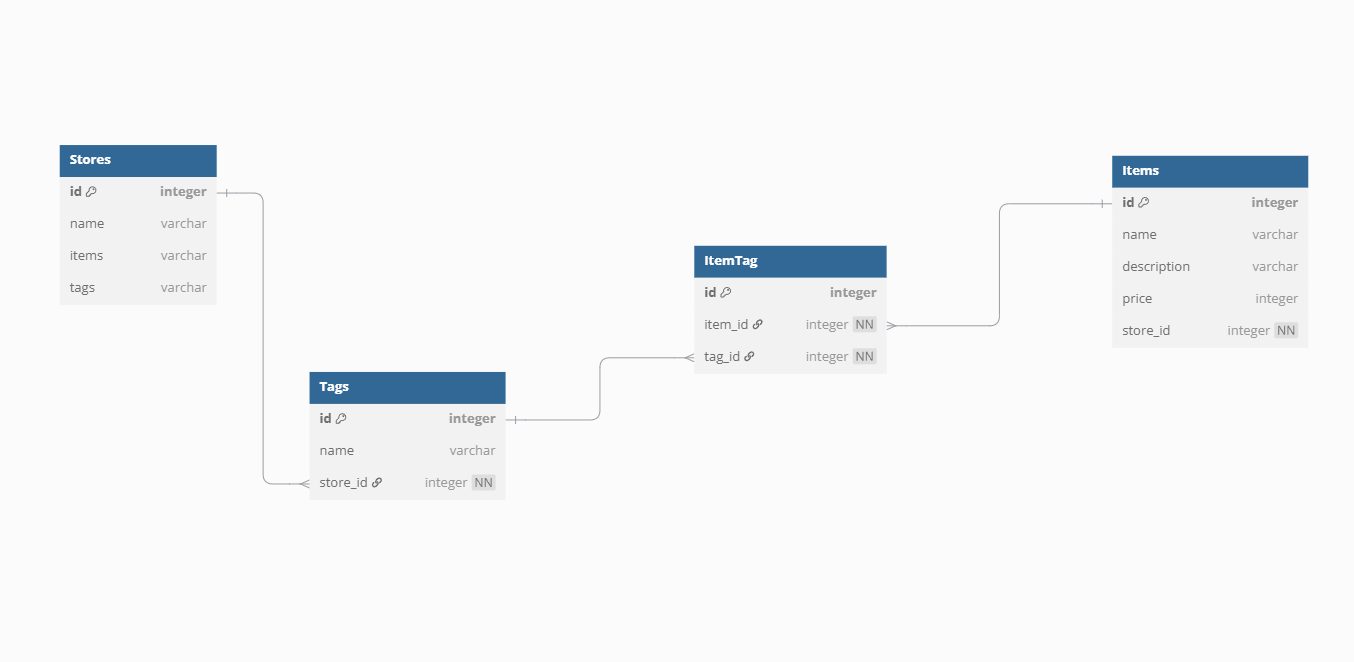 Stores
id integer
name varchar
items varchar
tags varchar
Tags
id integer
name varchar
store_id integer NN
ItemTag
id integer
item_id integer NN
tag_id integer NN
Items
id integer
name varchar
description varchar
price integer
store_id integer NN